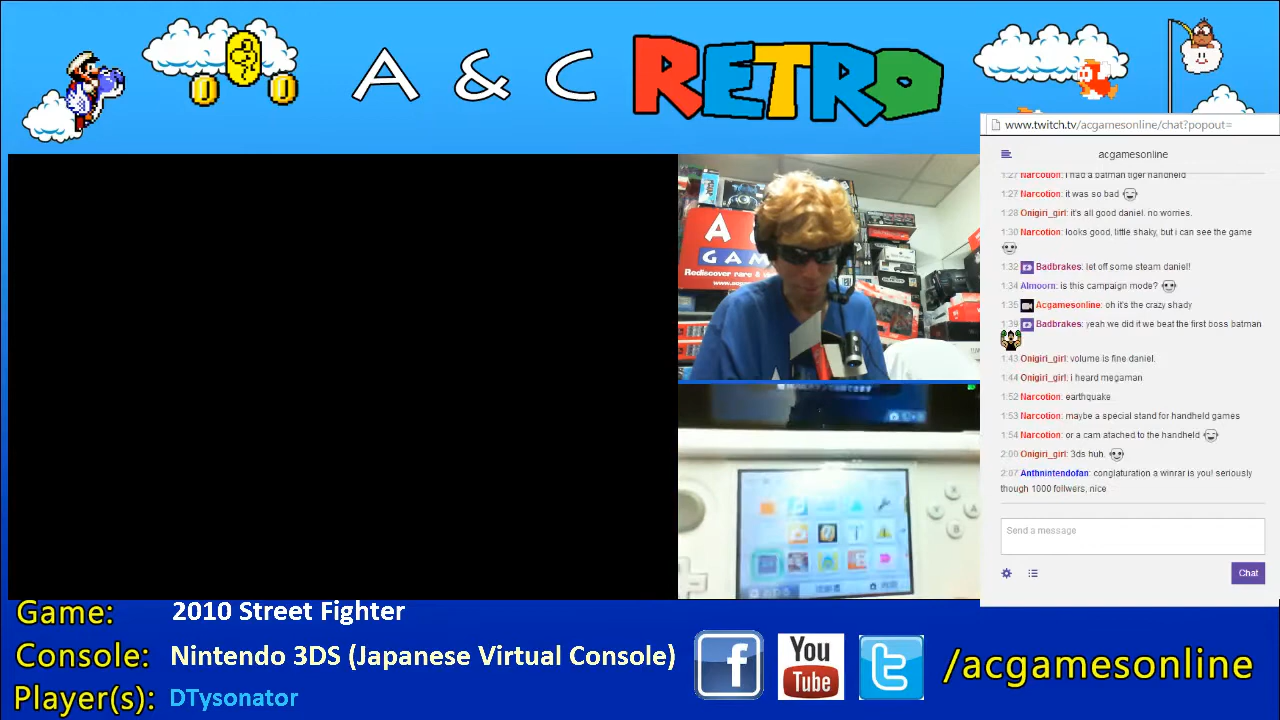 A & C RETRO
www.twitch.tv/acgamesonline/chat?popout=
acgamesonline
1:27 Narcotion: i had a batman tiger handheld
1:27 Narcotion: it was so bad
1:28 Onigiri_girl: it's all good daniel. no worries.
1:30 Narcotion: looks good, little shaky, but i can see the game
1:32 Badbrakes: let off some steam daniel!
1:34 Almoorn: is this campaign mode?
1:35 Acgamesonline: oh it's the crazy shady
1:39 Badbrakes: yeah we did it we beat the first boss batman
1:43 Onigiri_girl: volume is fine daniel.
1:44 Onigiri_girl: i heard megaman
1:52 Narcotion: earthquake
1:53 Narcotion: maybe a special stand for handheld games
1:54 Narcotion: or a cam atached to the handheld
2:00 Onigiri_girl: 3ds huh.
2:07 Anthnintendofan: conglaturation a winrar is you! seriously
though 1000 follwers, nice
Send a message
Chat
A
GAM
Rediscover rare &
X
Y
A
B
Game: 2010 Street Fighter
Console: Nintendo 3DS (Japanese Virtual Console)
Player(s): DTysonator
f
You
Tube
t
/acgamesonline